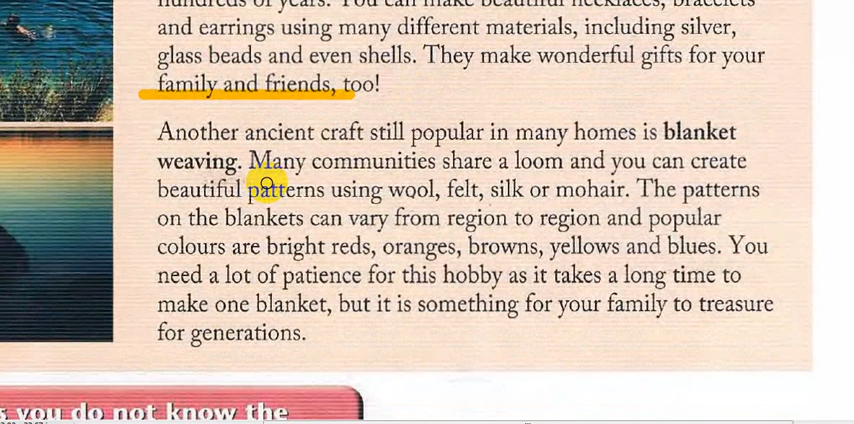 hundreds of years. You can make beautiful necklaces, bracelets
and earrings using many different materials, including silver,
glass beads and even shells. They make wonderful gifts for your
family and friends, too!
Another ancient craft still popular in many homes is blanket
weaving. Many communities share a loom and you can create
beautiful patterns using wool, felt, silk or mohair. The patterns
on the blankets can vary from region to region and popular
colours are bright reds, oranges, browns, yellows and blues. You
need a lot of patience for this hobby as it takes a long time to
make one blanket, but it is something for your family to treasure
for generations.
s you do not know the